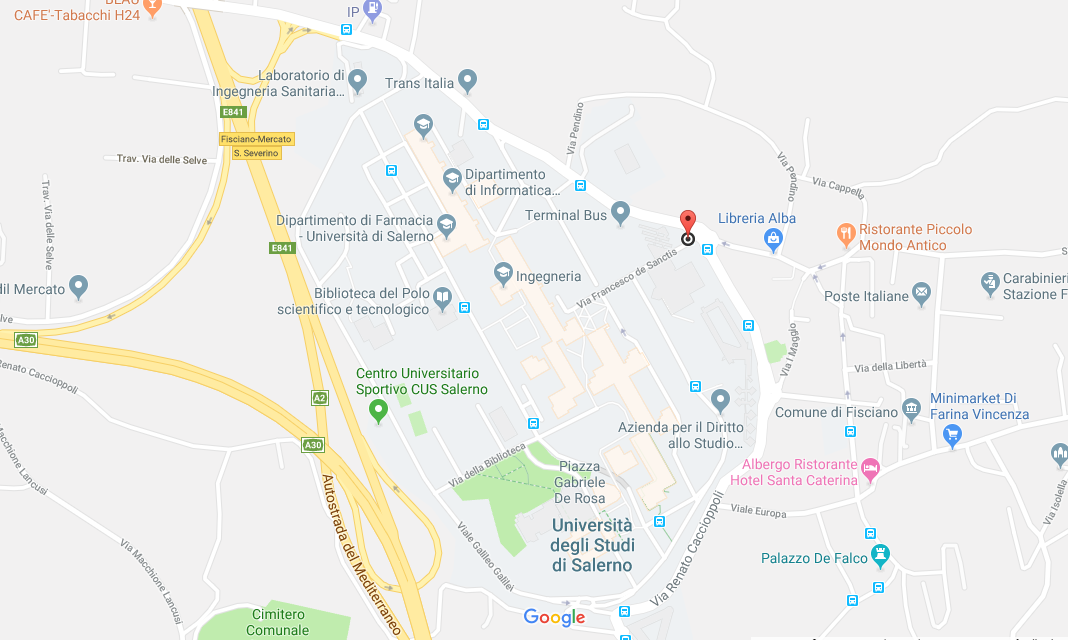 BEAU
CAFE'-Tabacchi H24
IP
Laboratorio di
Ingegneria Sanitaria...
Trans Italia
E841
Fisciano-Mercato
S. Severino
Trav. Via delle Selve
Trav. Via delle Selve
Via Pendino
Via Pendino
Via Cappella
Dipartimento
di Informatica...
Terminal Bus
Libreria Alba
Dipartimento di Farmacia
- Università di Salerno
Ristorante Piccolo
Mondo Antico
E841
Via Francesco de Sanctis
Ingegneria
Carabinieri
Stazione F
dil Mercato
Biblioteca del Polo
scientifico e tecnologico
Poste Italiane
elve
A30
Via I Maggio
Via della Libertà
Renato Caccioppoli
Centro Universitario
Sportivo CUS Salerno
A2
Comune di Fisciano
Minimarket Di
Farina Vincenza
Azienda per il Diritto
allo Studio...
A30
Macchione Lancusi
Via della Biblioteca
Piazza
Gabriele
De Rosa
Albergo Ristorante
Hotel Santa Caterina
Viale Europa
Via Isolella
Autostrada del Mediterraneo
Viale Galileo Galilei
Università
degli Studi
di Salerno
Via Renato Caccioppoli
Via Macchione Lancusi
Palazzo De Falco
Cimitero
Comunale
Google